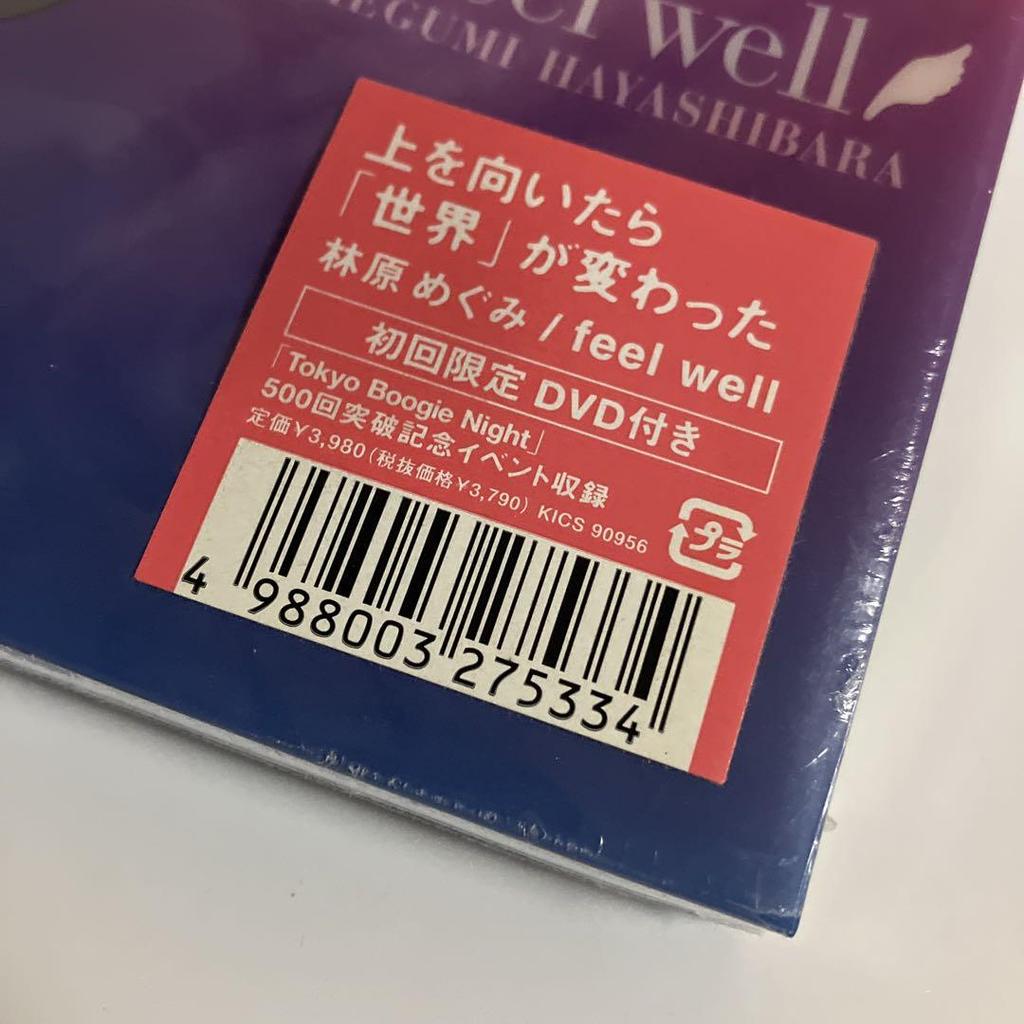 well
MEGUMI HAYASHIBARA
上を向いたら
「世界」が変わった
林原めぐみ / feel well
初回限定 DVD付き
「Tokyo Boogie Night」
500回突破記念イベント収録
定価¥3,980(税抜価格¥3,790) KICS 90956
プラ
4 988003 275334